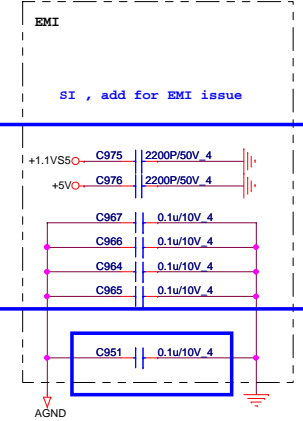 EMI
SI , add for EMI issue
+1.1VS5 C975 2200P/50V_4
+5V C976 2200P/50V_4
C967 0.1u/10V_4
C966 0.1u/10V_4
C964 0.1u/10V_4
C965 0.1u/10V_4
C951 0.1u/10V_4
AGND